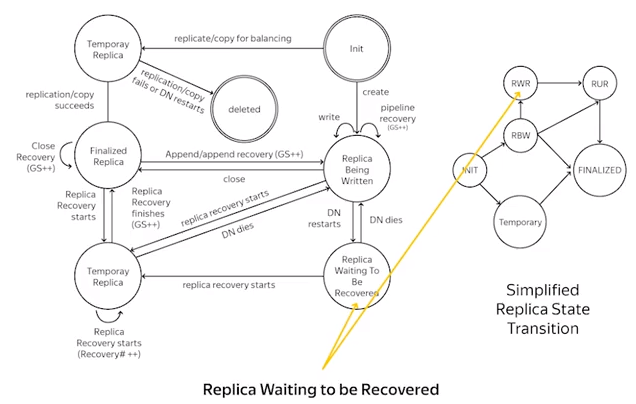 replicate/copy for balancing
Temporay
Replica
Init
replication/copy
fails or DN restarts
deleted
create
replication/copy
succeeds
write
pipeline
recovery
(GS++)
Close
Recovery
(GS++)
Finalized
Replica
Append/append recovery (GS++)
close
Replica
Being
Written
Replica
Recovery
starts
Replica
Recovery
finishes
(GS++)
replica recovery starts
DN dies
DN
restarts
DN dies
Temporay
Replica
replica recovery starts
Replica
Waiting To
Be
Recovered
Replica
Recovery starts
(Recovery# ++)
RWR
RUR
RBW
INIT
FINALIZED
Temporary
Simplified
Replica State
Transition
Replica Waiting to be Recovered